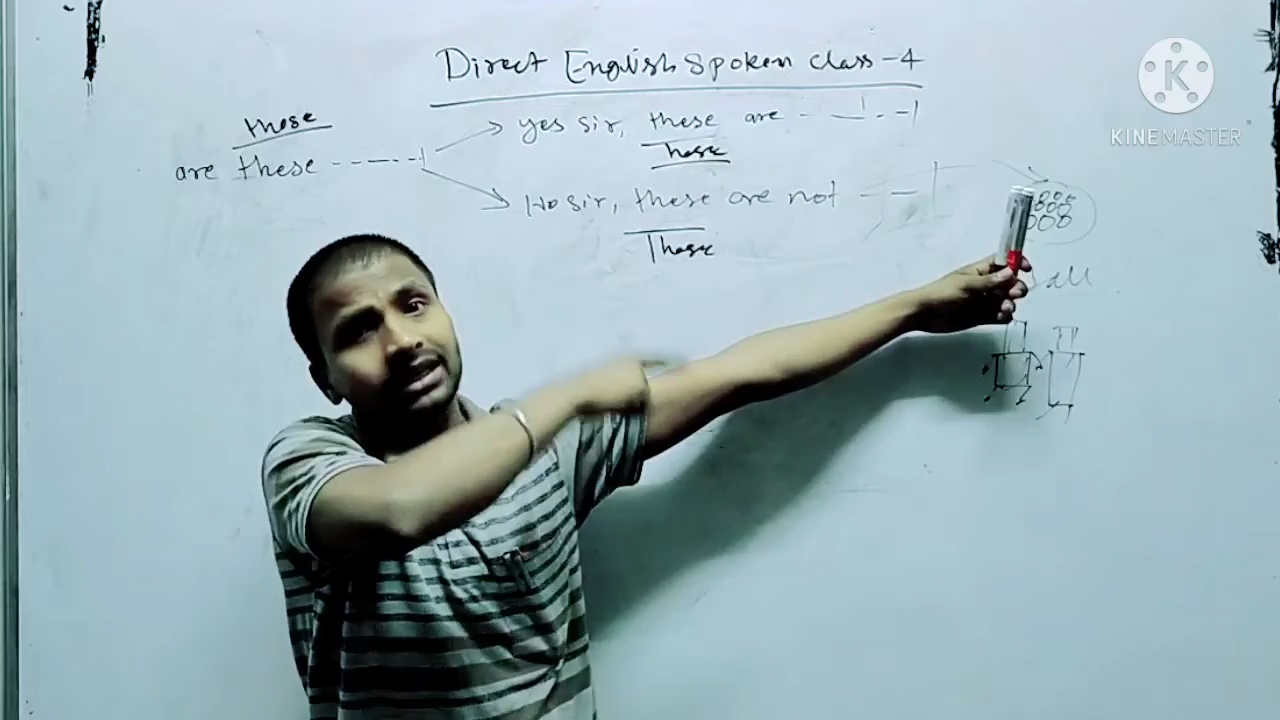 Direct English Spoken class-4
those
are these -----
yes sir, these are - - . -
Those
No sir, these are not - -
Those
all
K
KINEMASTER